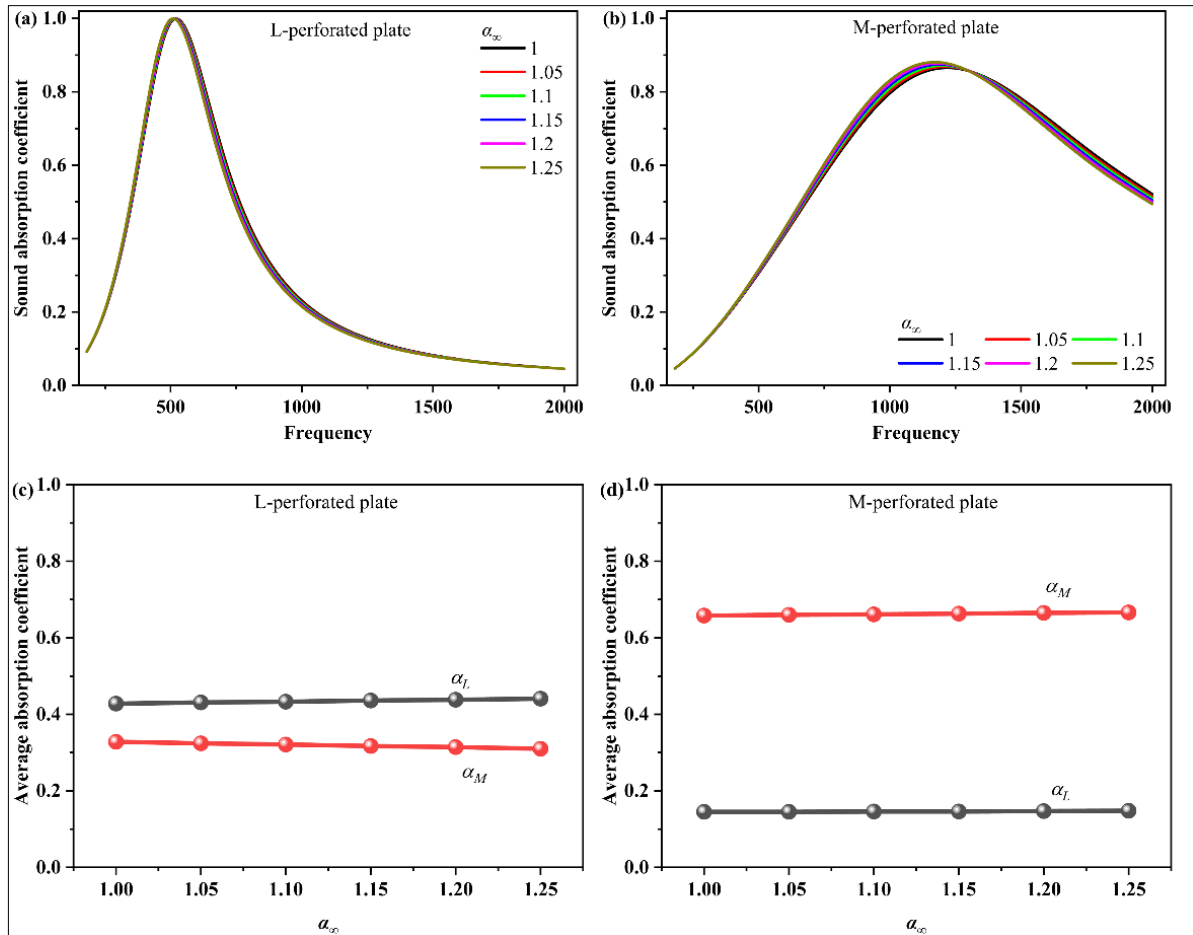 (a)
L-perforated plate
α∞
1
1.05
1.1
1.15
1.2
1.25
Sound absorption coefficient
1.0
0.8
0.6
0.4
0.2
0.0
500
1000
1500
2000
Frequency
(b)
M-perforated plate
α∞
1
1.05
1.1
1.15
1.2
1.25
Sound absorption coefficient
1.0
0.8
0.6
0.4
0.2
0.0
500
1000
1500
2000
Frequency
(c)
L-perforated plate
αL
αM
Average absorption coefficient
1.0
0.8
0.6
0.4
0.2
0.0
1.00
1.05
1.10
1.15
1.20
1.25
α∞
(d)
M-perforated plate
αM
αL
Average absorption coefficient
1.0
0.8
0.6
0.4
0.2
0.0
1.00
1.05
1.10
1.15
1.20
1.25
α∞